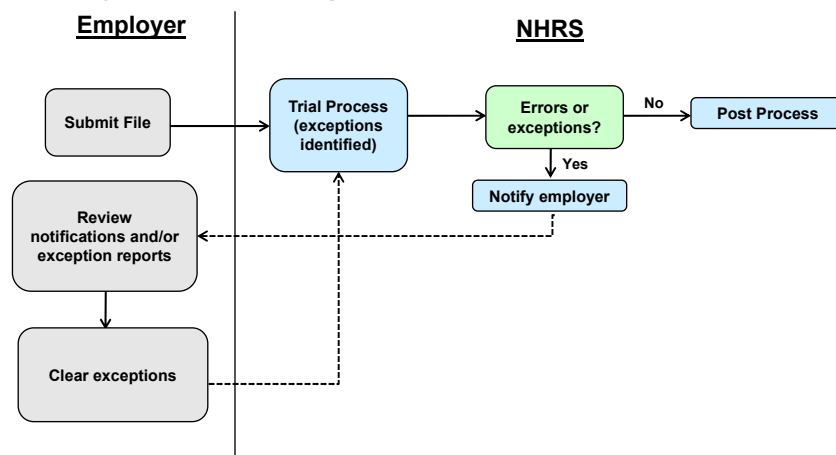 Employer
NHRS
Submit File
Trial Process
(exceptions
identified)
Errors or
exceptions?
No
Post Process
Yes
Notify employer
Review
notifications and/or
exception reports
Clear exceptions